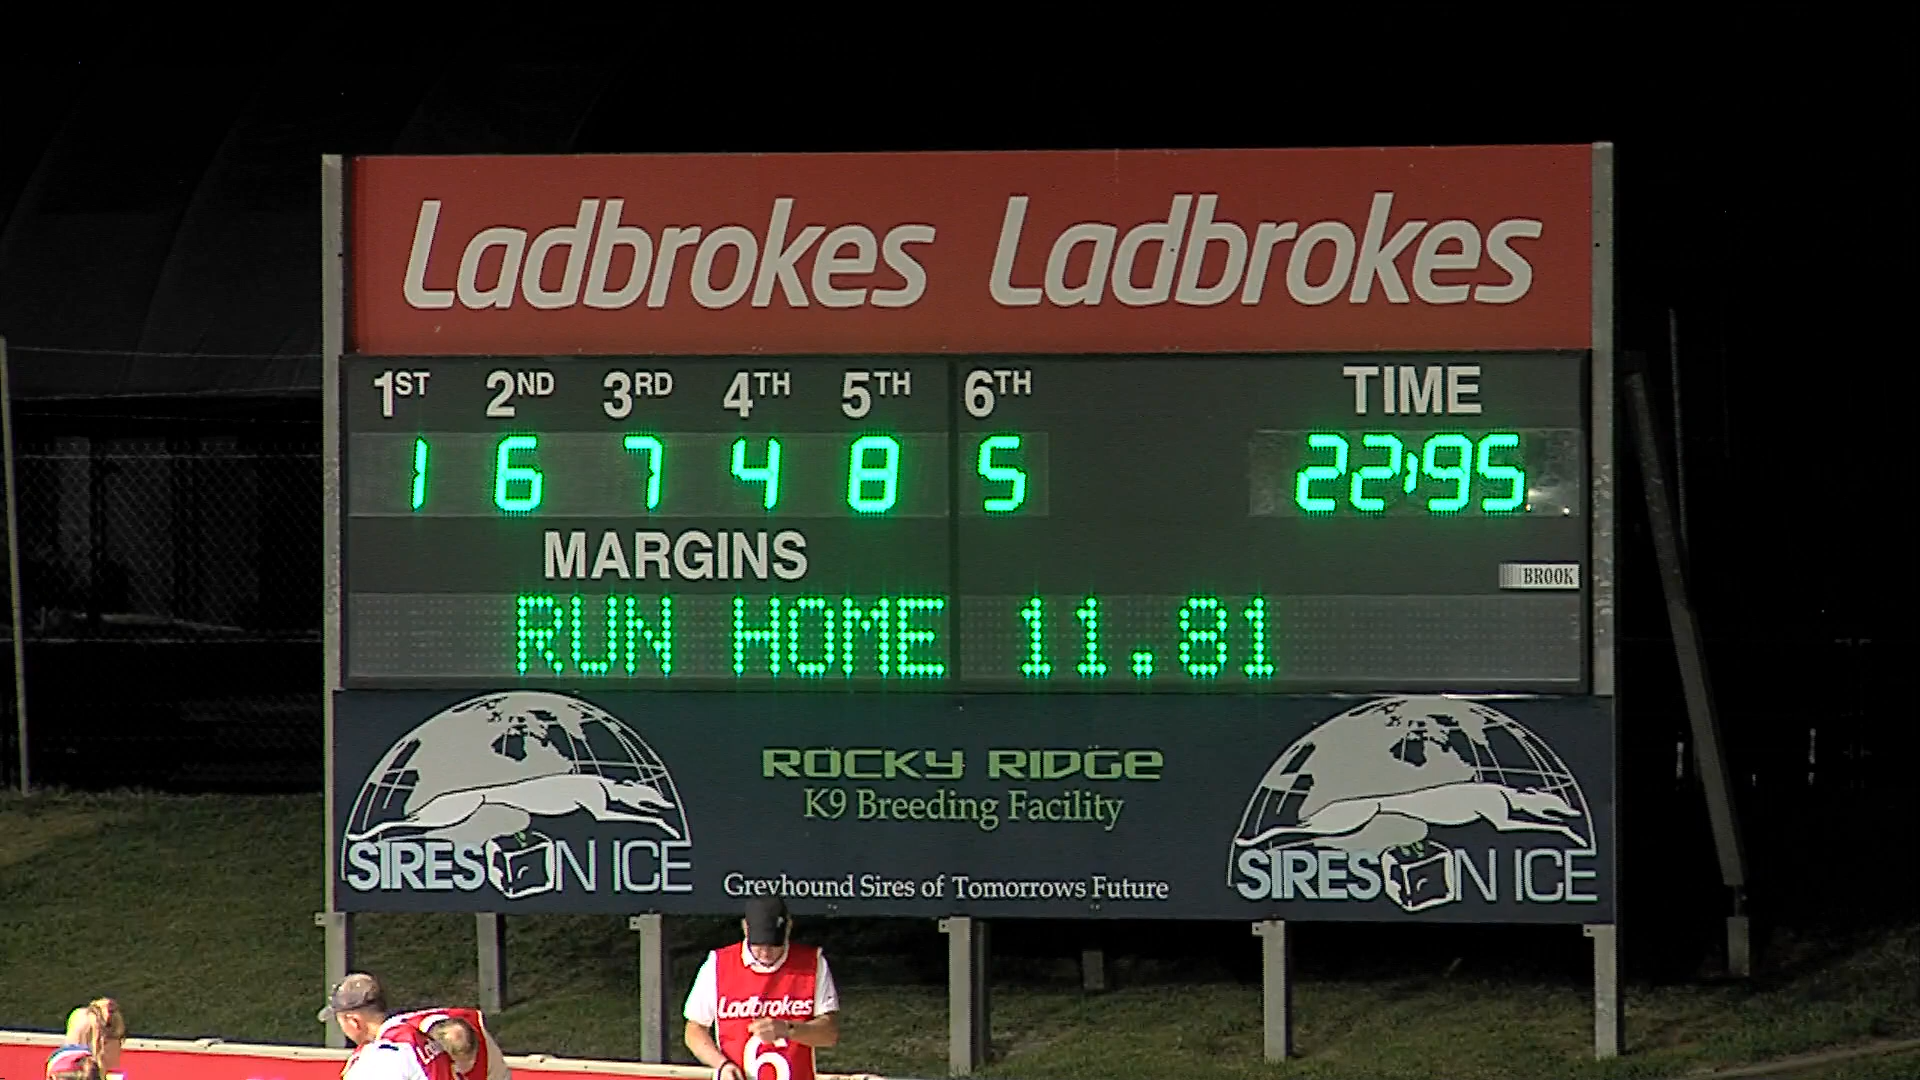 Ladbrokes Ladbrokes
1ST 2ND 3RD 4TH 5TH 6TH TIME
1 6 7 4 8 5 22:95
MARGINS
BROOK
RUN HOME 11.81
ROCKY RIDGE
K9 Breeding Facility
SIRES ON ICE
Greyhound Sires of Tomorrows Future
SIRES ON ICE
Ladbrokes
6